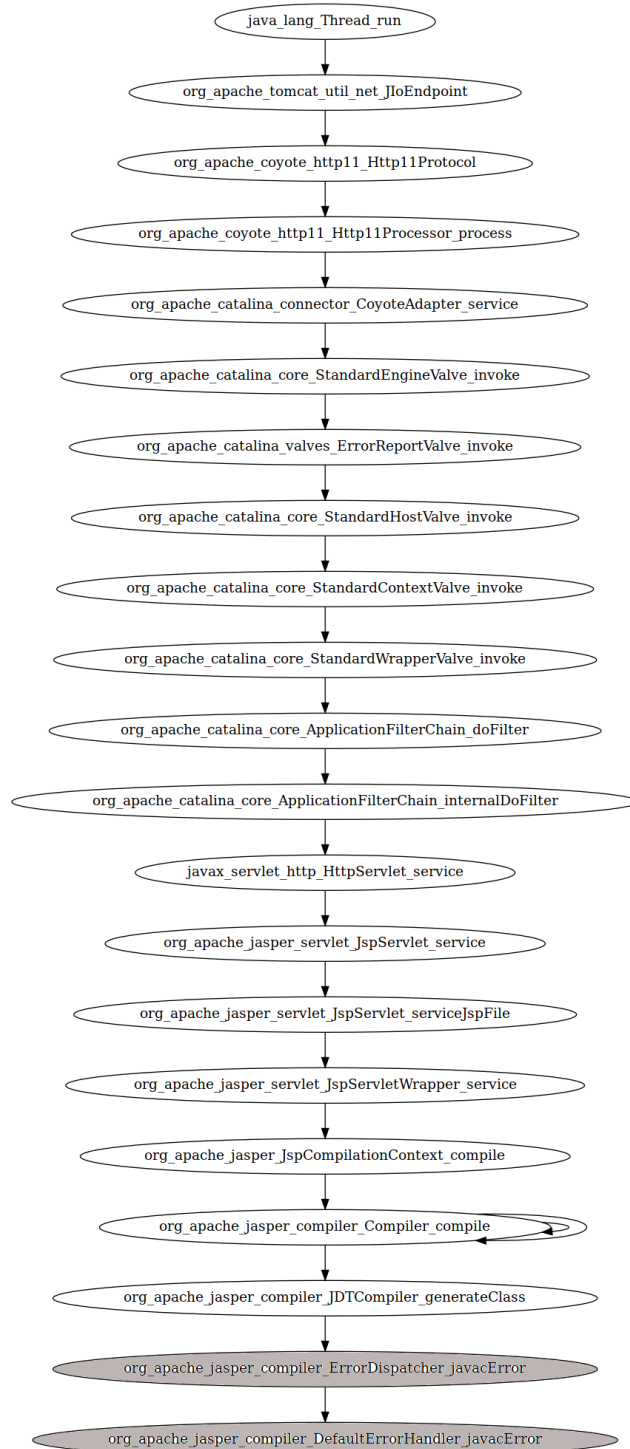 java_lang_Thread_run
org_apache_tomcat_util_net_JIoEndpoint
org_apache_coyote_http11_Http11Protocol
org_apache_coyote_http11_Http11Processor_process
org_apache_catalina_connector_CoyoteAdapter_service
org_apache_catalina_core_StandardEngineValve_invoke
org_apache_catalina_valves_ErrorReportValve_invoke
org_apache_catalina_core_StandardHostValve_invoke
org_apache_catalina_core_StandardContextValve_invoke
org_apache_catalina_core_StandardWrapperValve_invoke
org_apache_catalina_core_ApplicationFilterChain_doFilter
org_apache_catalina_core_ApplicationFilterChain_internalDoFilter
javax_servlet_http_HttpServlet_service
org_apache_jasper_servlet_JspServlet_service
org_apache_jasper_servlet_JspServlet_serviceJspFile
org_apache_jasper_servlet_JspServletWrapper_service
org_apache_jasper_JspCompilationContext_compile
org_apache_jasper_compiler_Compiler_compile
org_apache_jasper_compiler_JDTCompiler_generateClass
org_apache_jasper_compiler_ErrorDispatcher_javacError
org_apache_jasper_compiler_DefaultErrorHandler_javacError